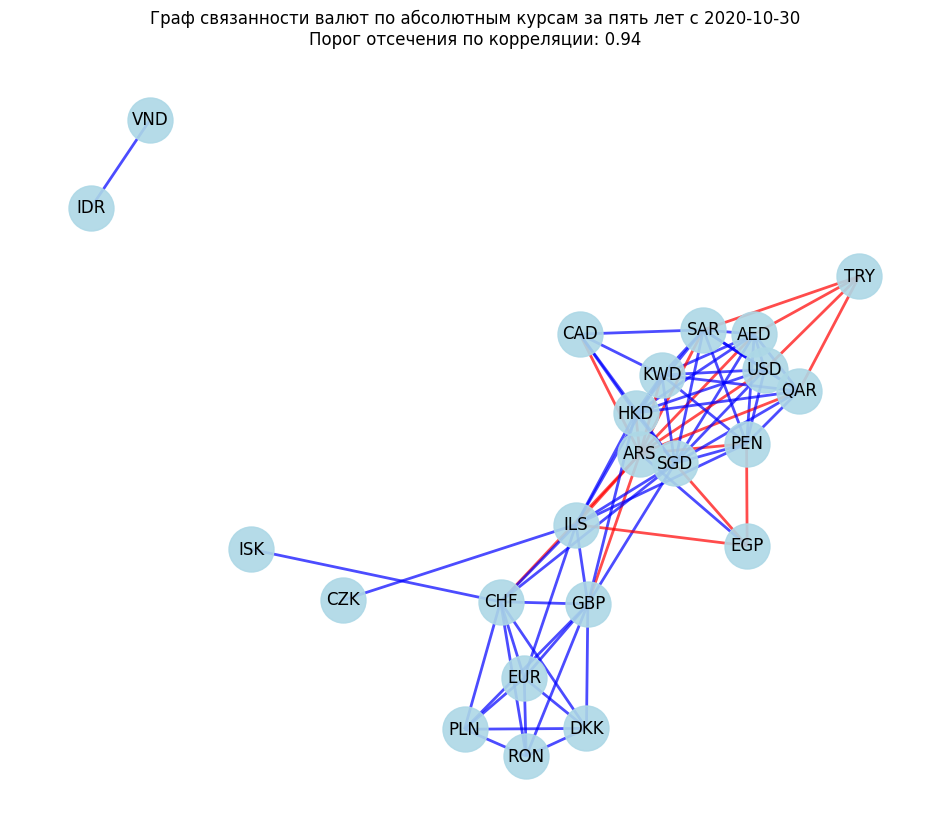 Граф связанности валют по абсолютным курсам за пять лет с 2020-10-30
Порог отсечения по корреляции: 0.94
VND
IDR
TRY
CAD
SAR
AED
KWD
USD
QAR
HKD
ARS
SGD
PEN
ILS
EGP
ISK
CZK
CHF
GBP
EUR
PLN
DKK
RON